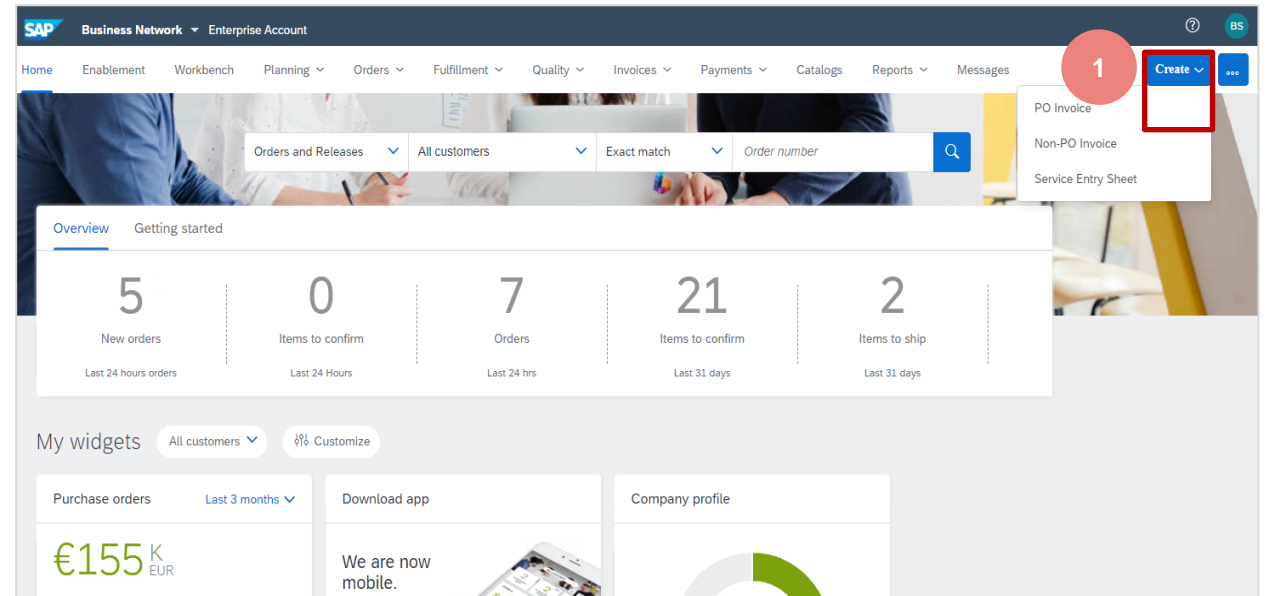 SAP Business Network Enterprise Account BS
Home Enablement Workbench Planning Orders Fulfillment Quality Invoices Payments Catalogs Reports Messages 1 Create
PO Invoice
Non-PO Invoice
Service Entry Sheet
Orders and Releases All customers Exact match Order number
Overview Getting started
5 0 7 21 2
New orders Items to confirm Orders Items to confirm Items to ship
Last 24 hours orders Last 24 Hours Last 24 hrs Last 31 days Last 31 days
My widgets All customers Customize
Purchase orders Last 3 months Download app Company profile
€155 K EUR
We are now
mobile.